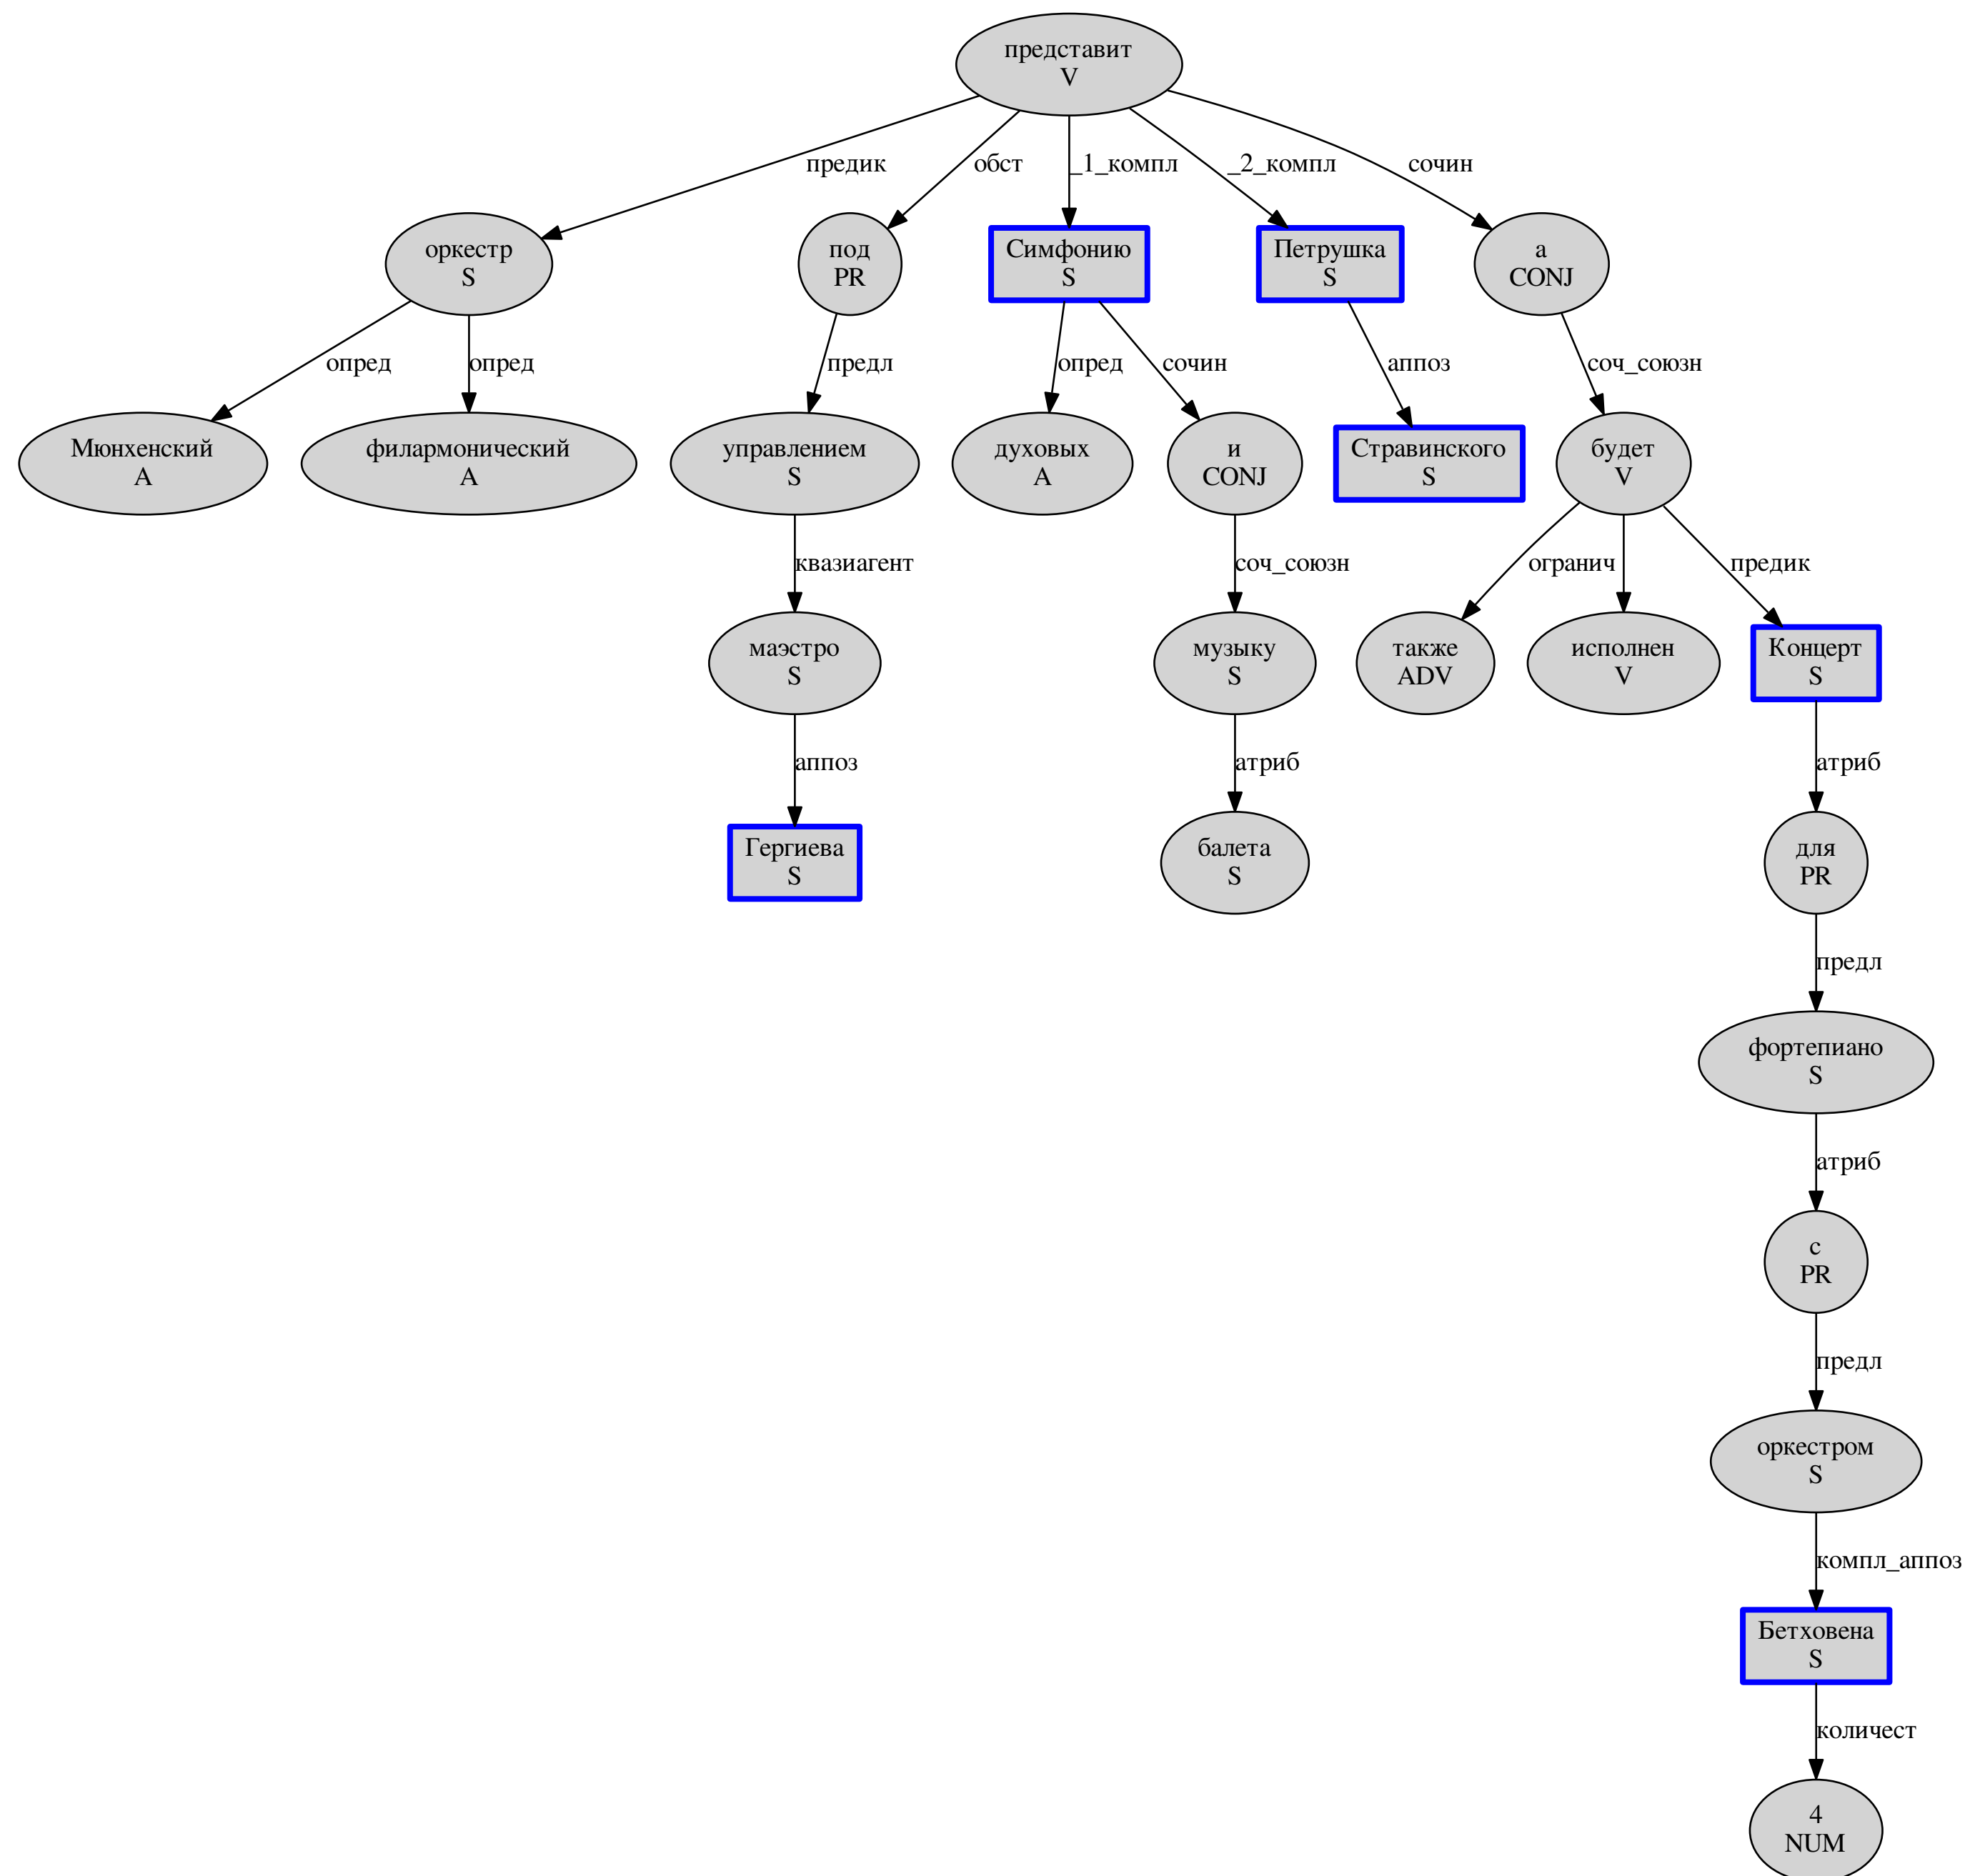 представит
V
предик
обст
_1_компл
_2_компл
сочин
оркестр
S
под
PR
Симфонию
S
Петрушка
S
а
CONJ
опред
опред
предл
опред
сочин
аппоз
соч_союзн
Мюнхенский
A
филармонический
A
управлением
S
духовых
A
и
CONJ
Стравинского
S
будет
V
квазиагент
соч_союзн
огранич
предик
маэстро
S
музыку
S
также
ADV
исполнен
V
Концерт
S
аппоз
атриб
атриб
Гергиева
S
балета
S
для
PR
предл
фортепиано
S
атриб
с
PR
предл
оркестром
S
компл_аппоз
Бетховена
S
количест
4
NUM